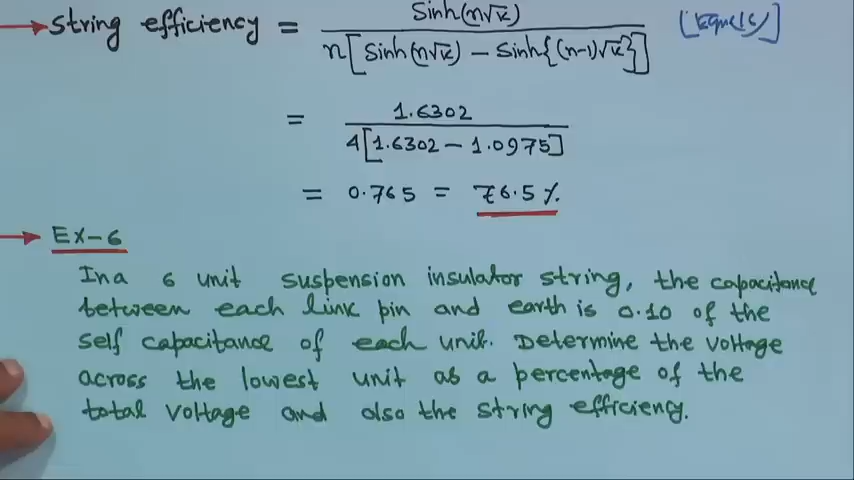 String efficiency = Sinh(n√k) / n[Sinh(n√k) - Sinh{(n-1)√k}]
= 1.6302 / 4[1.6302 - 1.0975]
= 0.765 = 76.5%
EX-6
In a 6 unit suspension insulator string, the capacitance
between each link pin and earth is 0.10 of the
self capacitance of each unit. Determine the voltage
across the lowest unit as a percentage of the
total voltage and also the string efficiency.